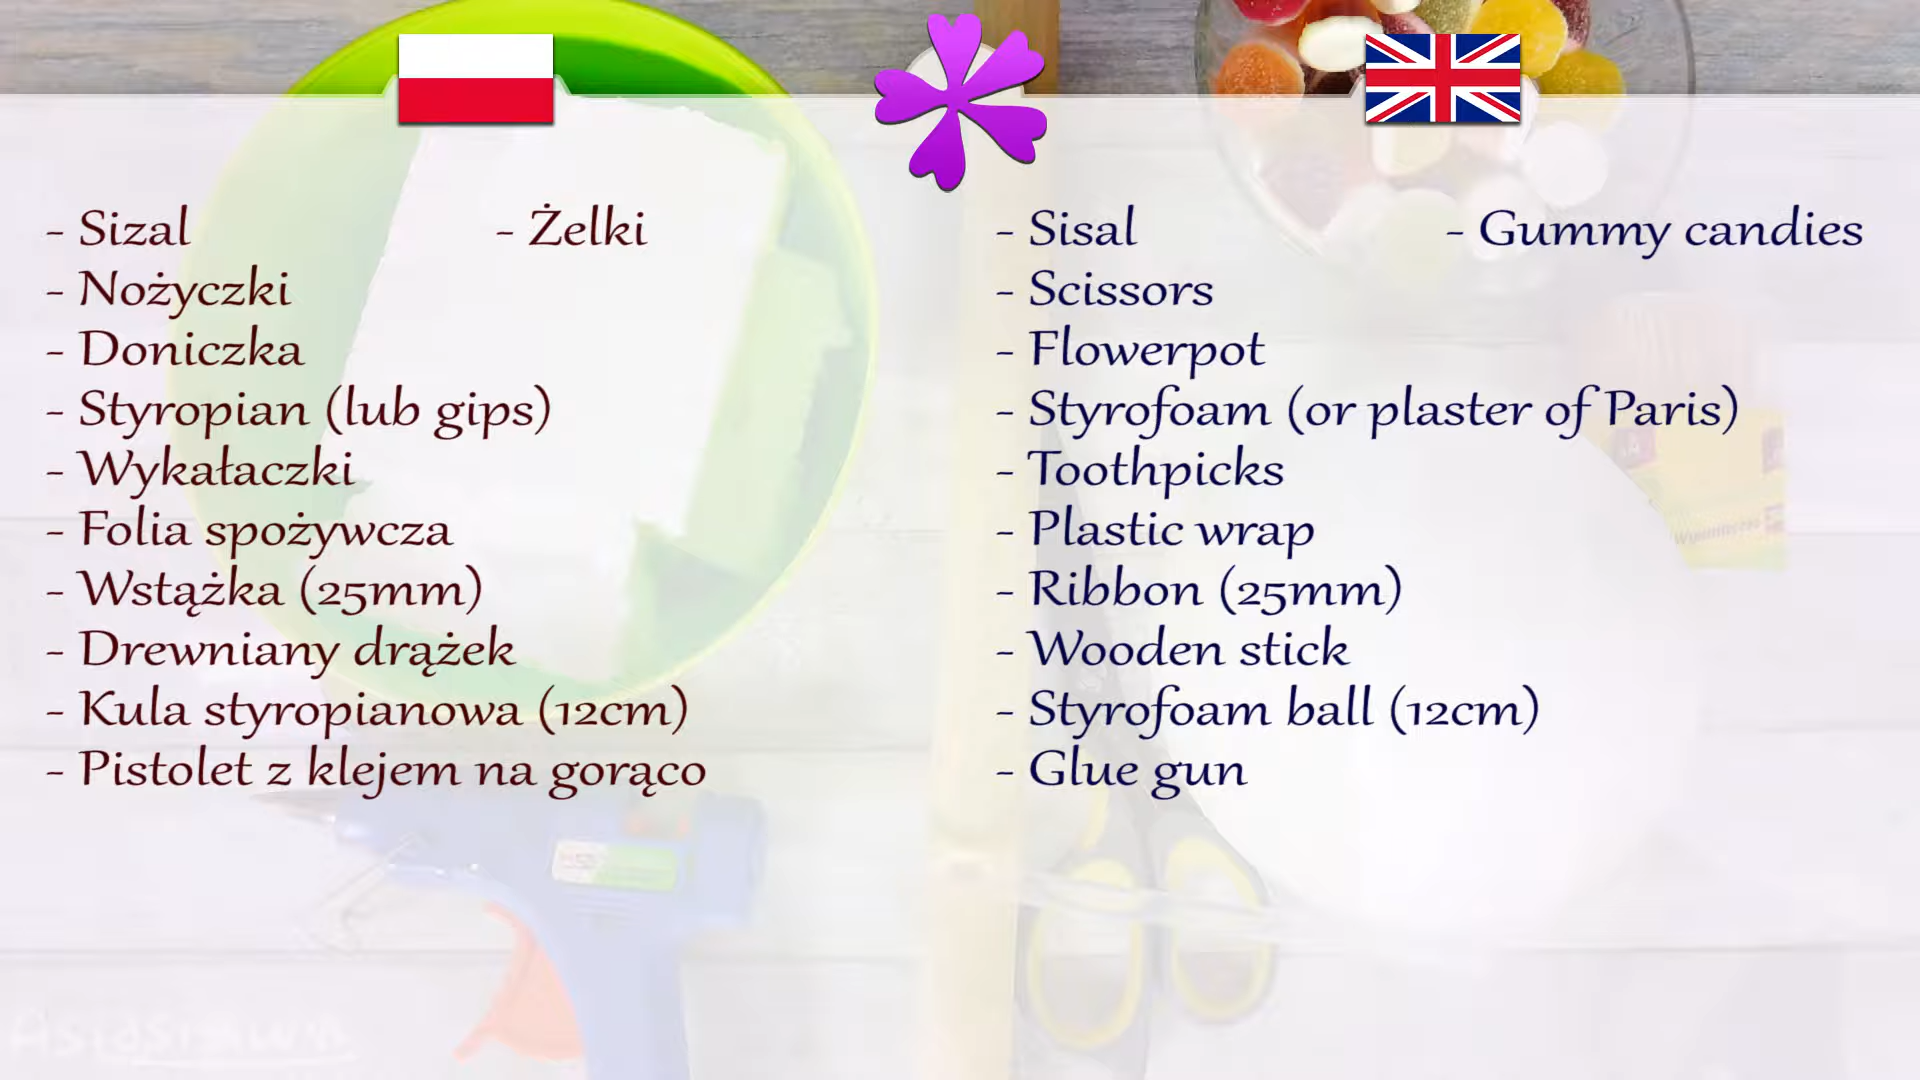 - Sizal
- Nożyczki
- Doniczka
- Styropian (lub gips)
- Wykałaczki
- Folia spożywcza
- Wstążka (25mm)
- Drewniany drążek
- Kula styropianowa (12cm)
- Pistolet z klejem na gorąco
- Żelki
- Sisal
- Scissors
- Flowerpot
- Styrofoam (or plaster of Paris)
- Toothpicks
- Plastic wrap
- Ribbon (25mm)
- Wooden stick
- Styrofoam ball (12cm)
- Glue gun
- Gummy candies